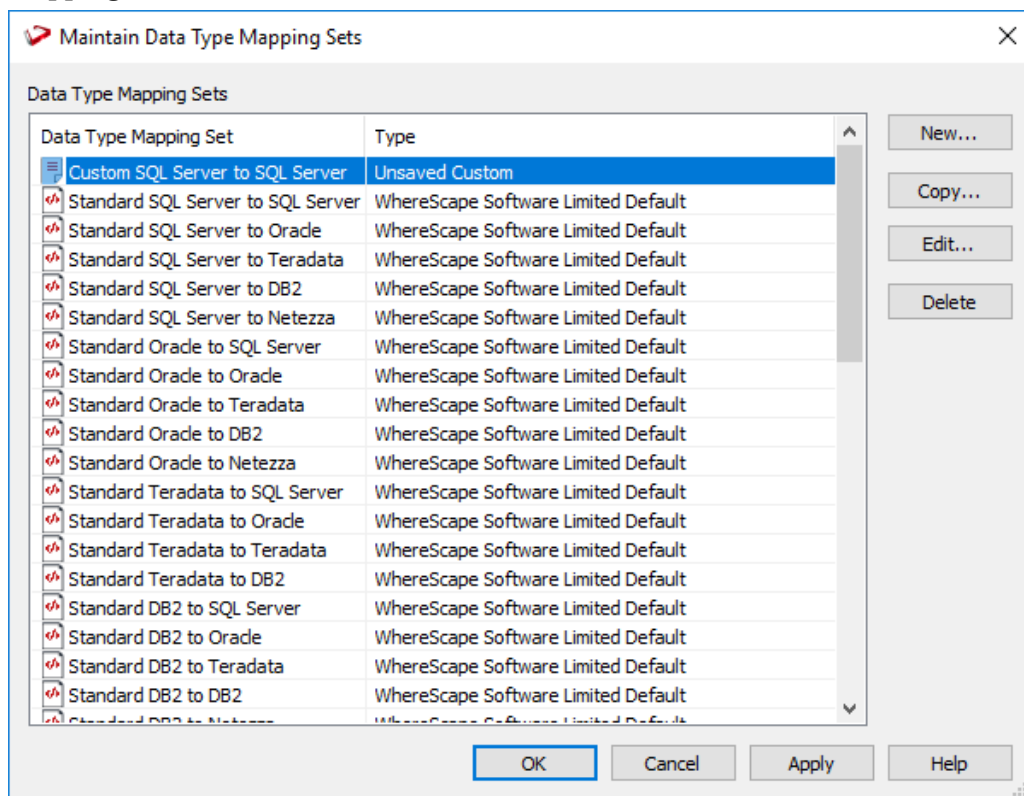 Maintain Data Type Mapping Sets
Data Type Mapping Sets
Data Type Mapping Set Type
Custom SQL Server to SQL Server Unsaved Custom
Standard SQL Server to SQL Server WhereScape Software Limited Default
Standard SQL Server to Oracle WhereScape Software Limited Default
Standard SQL Server to Teradata WhereScape Software Limited Default
Standard SQL Server to DB2 WhereScape Software Limited Default
Standard SQL Server to Netezza WhereScape Software Limited Default
Standard Oracle to SQL Server WhereScape Software Limited Default
Standard Oracle to Oracle WhereScape Software Limited Default
Standard Oracle to Teradata WhereScape Software Limited Default
Standard Oracle to DB2 WhereScape Software Limited Default
Standard Oracle to Netezza WhereScape Software Limited Default
Standard Teradata to SQL Server WhereScape Software Limited Default
Standard Teradata to Oracle WhereScape Software Limited Default
Standard Teradata to Teradata WhereScape Software Limited Default
Standard Teradata to DB2 WhereScape Software Limited Default
Standard DB2 to SQL Server WhereScape Software Limited Default
Standard DB2 to Oracle WhereScape Software Limited Default
Standard DB2 to Teradata WhereScape Software Limited Default
Standard DB2 to DB2 WhereScape Software Limited Default
Standard DB2 to Netezza WhereScape Software Limited Default
New...
Copy...
Edit...
Delete
OK Cancel Apply Help